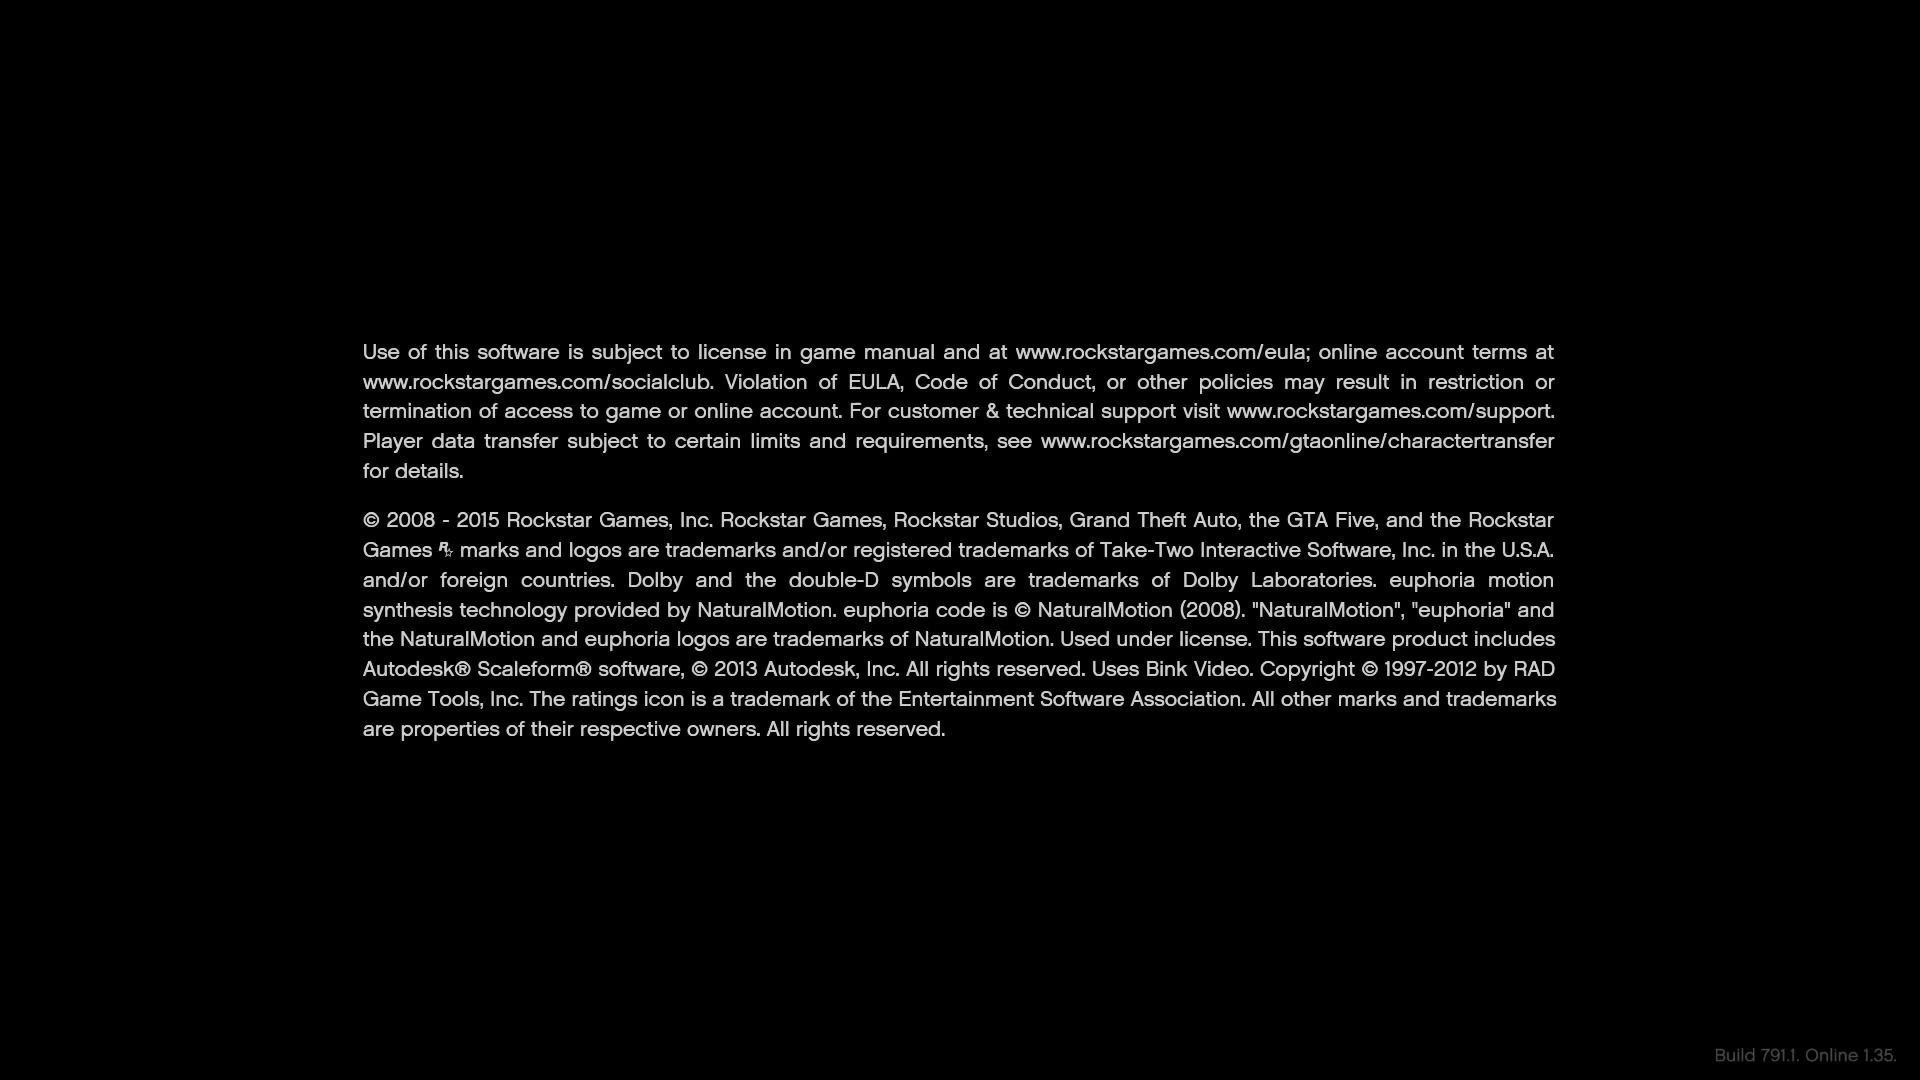 Use of this software is subject to license in game manual and at www.rockstargames.com/eula; online account terms at
www.rockstargames.com/socialclub. Violation of EULA, Code of Conduct, or other policies may result in restriction or
termination of access to game or online account. For customer & technical support visit www.rockstargames.com/support.
Player data transfer subject to certain limits and requirements, see www.rockstargames.com/gtaonline/charactertransfer
for details.
© 2008 - 2015 Rockstar Games, Inc. Rockstar Games, Rockstar Studios, Grand Theft Auto, the GTA Five, and the Rockstar
Games R* marks and logos are trademarks and/or registered trademarks of Take-Two Interactive Software, Inc. in the U.S.A.
and/or foreign countries. Dolby and the double-D symbols are trademarks of Dolby Laboratories. euphoria motion
synthesis technology provided by NaturalMotion. euphoria code is © NaturalMotion (2008). "NaturalMotion", "euphoria" and
the NaturalMotion and euphoria logos are trademarks of NaturalMotion. Used under license. This software product includes
Autodesk® Scaleform® software, © 2013 Autodesk, Inc. All rights reserved. Uses Bink Video. Copyright © 1997-2012 by RAD
Game Tools, Inc. The ratings icon is a trademark of the Entertainment Software Association. All other marks and trademarks
are properties of their respective owners. All rights reserved.
Build 791.1. Online 1.35.